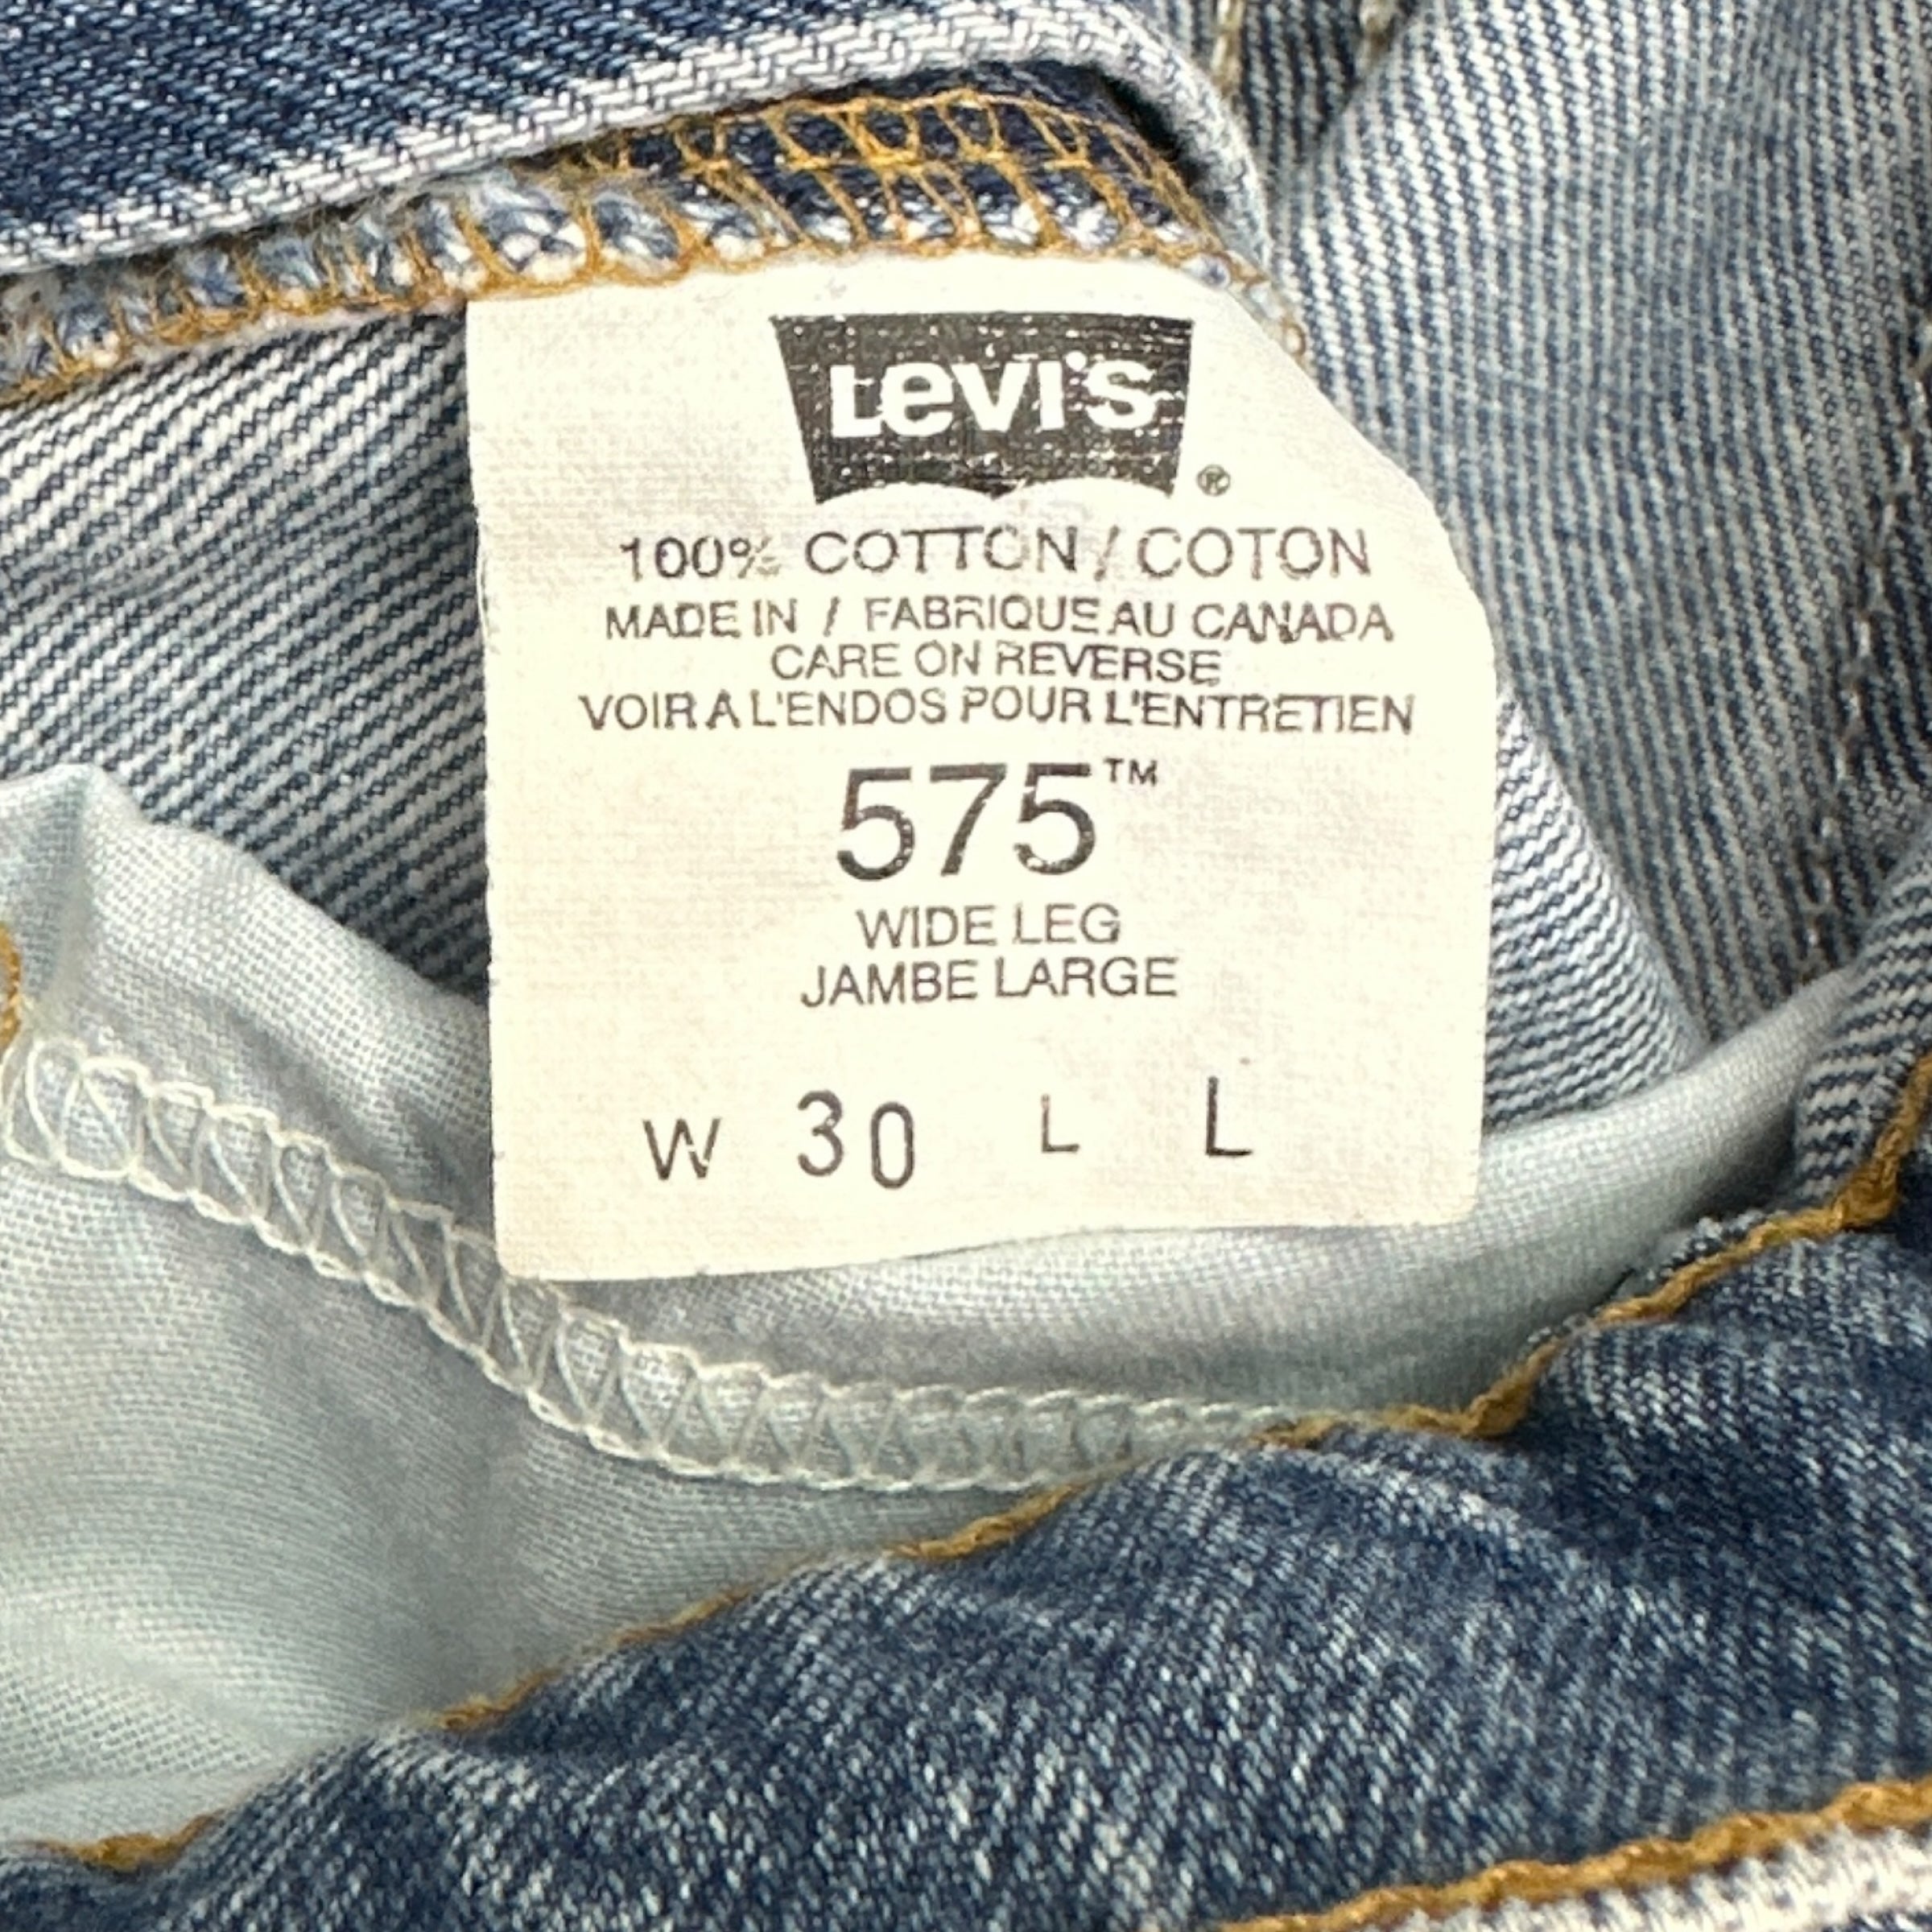 Levi's ®
100% COTTON / COTON
MADE IN / FABRIQUE AU CANADA
CARE ON REVERSE
VOIR A L'ENDOS POUR L'ENTRETIEN
575™
WIDE LEG
JAMBE LARGE
W 30 L L